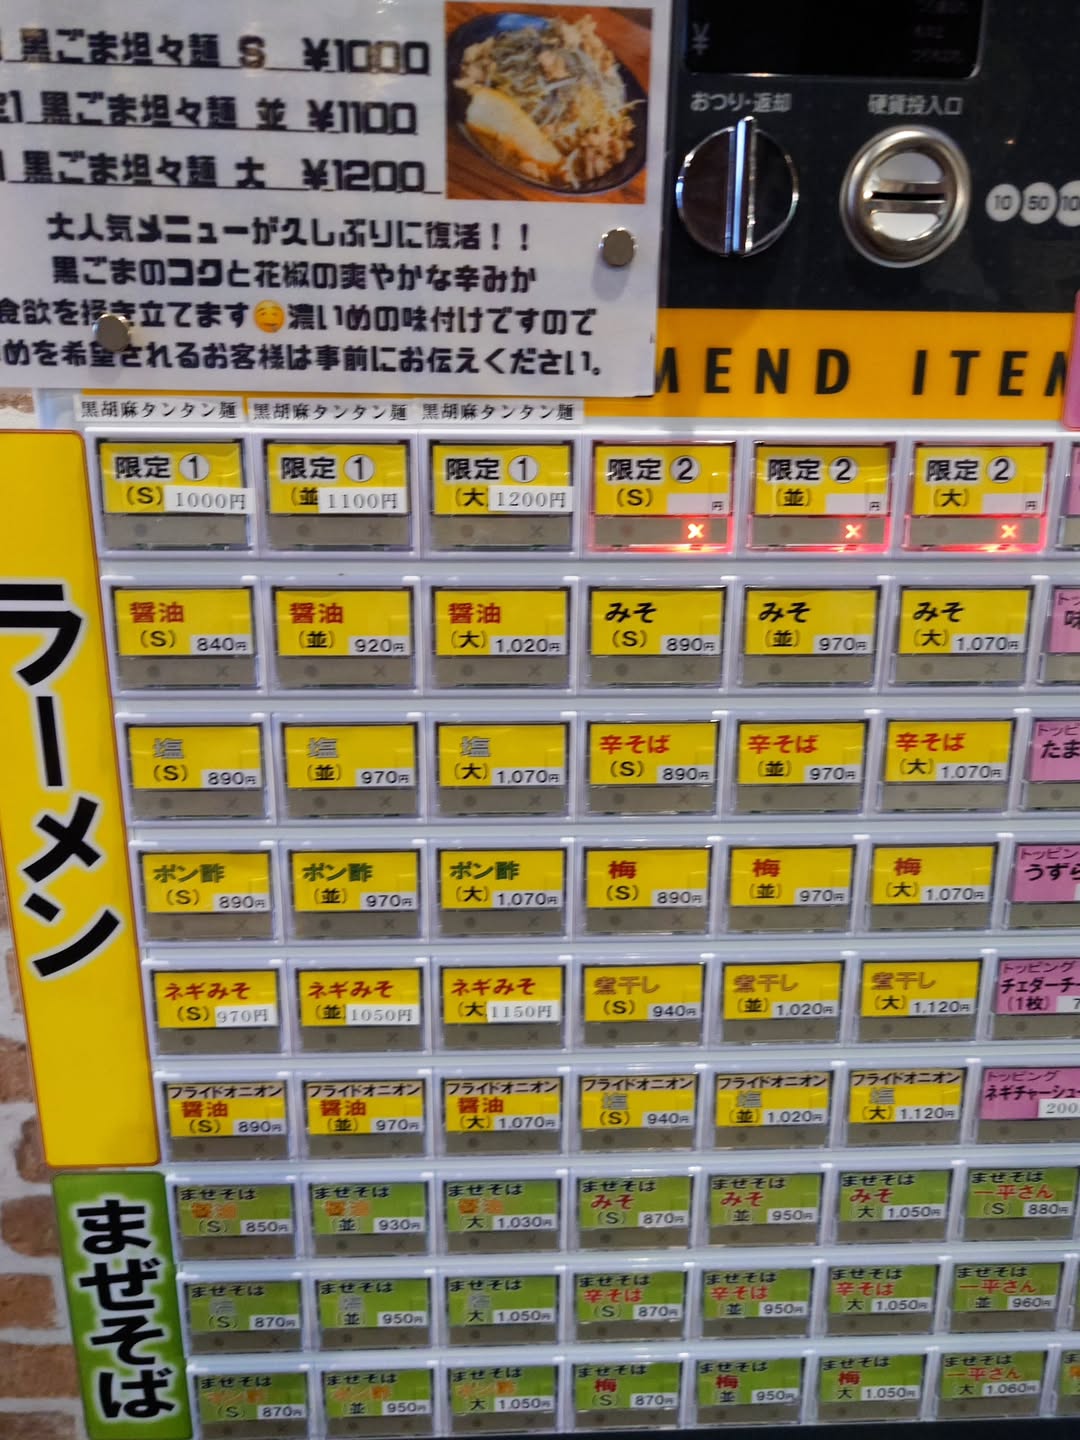 黒ごま坦々麺 S ¥1000
黒ごま坦々麺 並 ¥1100
黒ごま坦々麺 大 ¥1200
大人気メニューが久しぶりに復活！！
黒ごまのコクと花椒の爽やかな辛みが
食欲を掻き立てます🤤濃いめの味付けですので
めを希望されるお客様は事前にお伝えください。
¥
おつり・返却 硬貨投入口
10 50 10
MEND ITEM
黒胡麻タンタン麺 黒胡麻タンタン麺 黒胡麻タンタン麺
限定① (S) 1000円 限定① (並 1100円 限定① (大 1200円 限定② (S) 円 限定② (並) 円 限定② (大) 円
× × ×
ラーメン
醤油 (S) 840円 醤油 (並) 920円 醤油 (大) 1,020円 みそ (S) 890円 みそ (並) 970円 みそ (大) 1,070円
塩 (S) 890円 塩 (並) 970円 塩 (大) 1,070円 辛そば (S) 890円 辛そば (並) 970円 辛そば (大) 1,070円 たま
ポン酢 (S) 890円 ポン酢 (並) 970円 ポン酢 (大) 1,070円 梅 (S) 890円 梅 (並) 970円 梅 (大) 1,070円 トッピング うずら
ネギみそ (S) 970円 ネギみそ (並) 1050円 ネギみそ (大 1150円 煮干し (S) 940円 煮干し (並) 1,020円 煮干し (大) 1,120円 トッピング チェダーチー (1枚)
フライドオニオン 醤油 (S) 890円 フライドオニオン 醤油 (並) 970円 フライドオニオン 醤油 (大) 1,070円 フライドオニオン 塩 (S) 940円 フライドオニオン 塩 (並) 1,020円 フライドオニオン 塩 (大) 1,120円 トッピング ネギチャーシュー 200
まぜそば
まぜそば 醤油 (S) 850円 まぜそば 醤油 (並) 930円 まぜそば 醤油 大 1,030円 まぜそば みそ (S) 870円 まぜそば みそ (並) 950円 まぜそば みそ 大 1,050円 まぜそば 一平さん (S) 880円
まぜそば 塩 (S) 870円 まぜそば 塩 (並) 950円 まぜそば 塩 大 1,050円 まぜそば 辛そば (S) 870円 まぜそば 辛そば (並) 950円 まぜそば 辛そば 大 1,050円 まぜそば 一平さん 並 960円
まぜそば ポン酢 (S) 870円 まぜそば ポン酢 (並) 950円 まぜそば ポン酢 大 1,050円 まぜそば 梅 (S) 870円 まぜそば 梅 並 950円 まぜそば 梅 大 1,050円 まぜそば 一平さん 大 1,060円